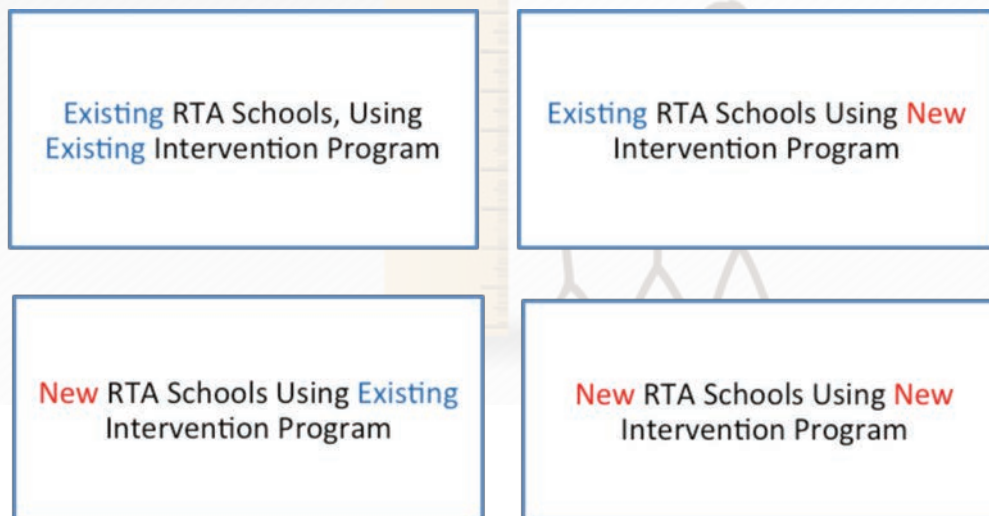 Existing RTA Schools, Using
Existing Intervention Program
Existing RTA Schools Using New
Intervention Program
New RTA Schools Using Existing
Intervention Program
New RTA Schools Using New
Intervention Program